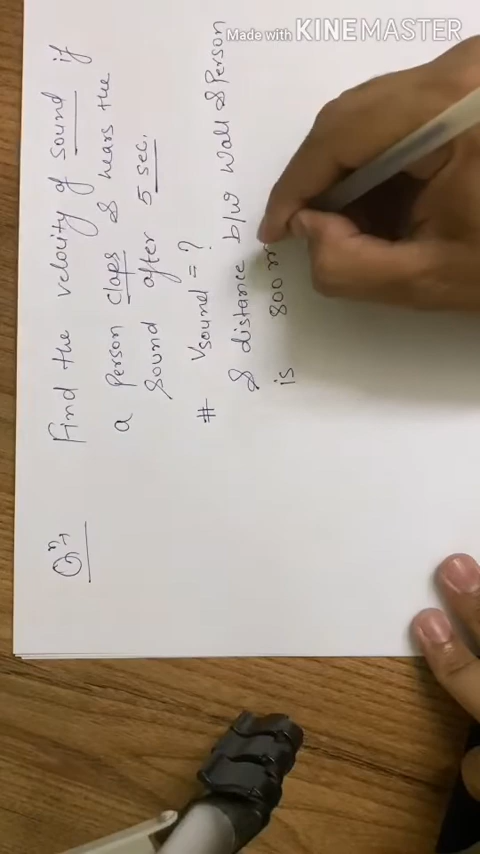 Made with KINEMASTER
Qⁿ→ Find the velocity of sound if
a person claps & hears the
sound after 5 sec.
# Vsound = ?
& distance b/w wall & Person
is 800 m